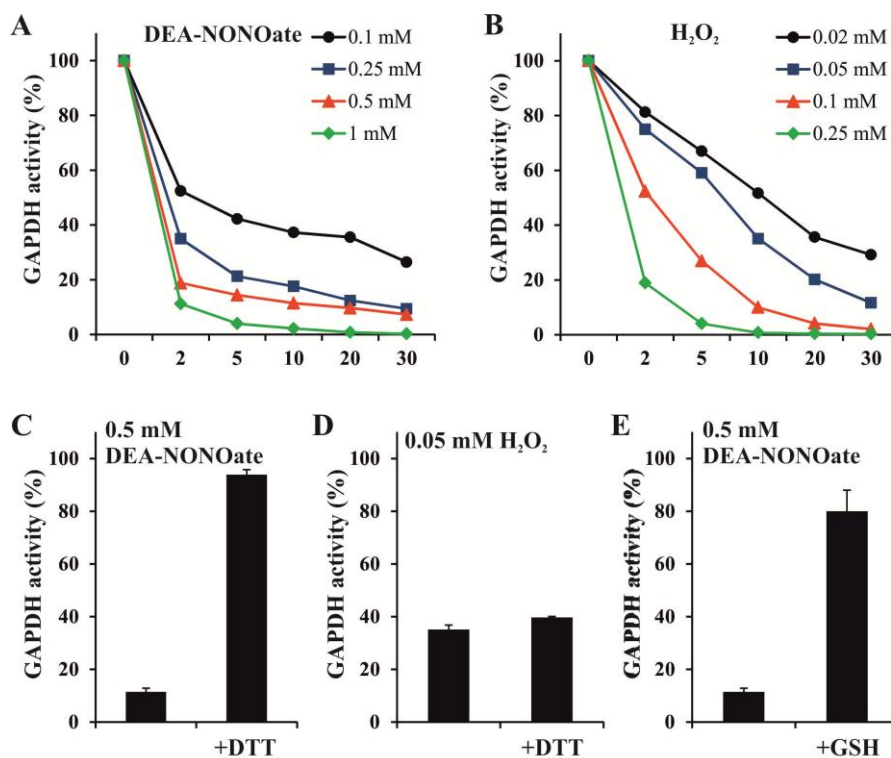 A
DEA-NONOate
0.1 mM
0.25 mM
0.5 mM
1 mM
GAPDH activity (%)
100
80
60
40
20
0
0 2 5 10 20 30
B
H₂O₂
0.02 mM
0.05 mM
0.1 mM
0.25 mM
GAPDH activity (%)
100
80
60
40
20
0
0 2 5 10 20 30
C
0.5 mM
DEA-NONOate
GAPDH activity (%)
100
80
60
40
20
0
+DTT
D
0.05 mM H₂O₂
GAPDH activity (%)
100
80
60
40
20
0
+DTT
E
0.5 mM
DEA-NONOate
GAPDH activity (%)
100
80
60
40
20
0
+GSH